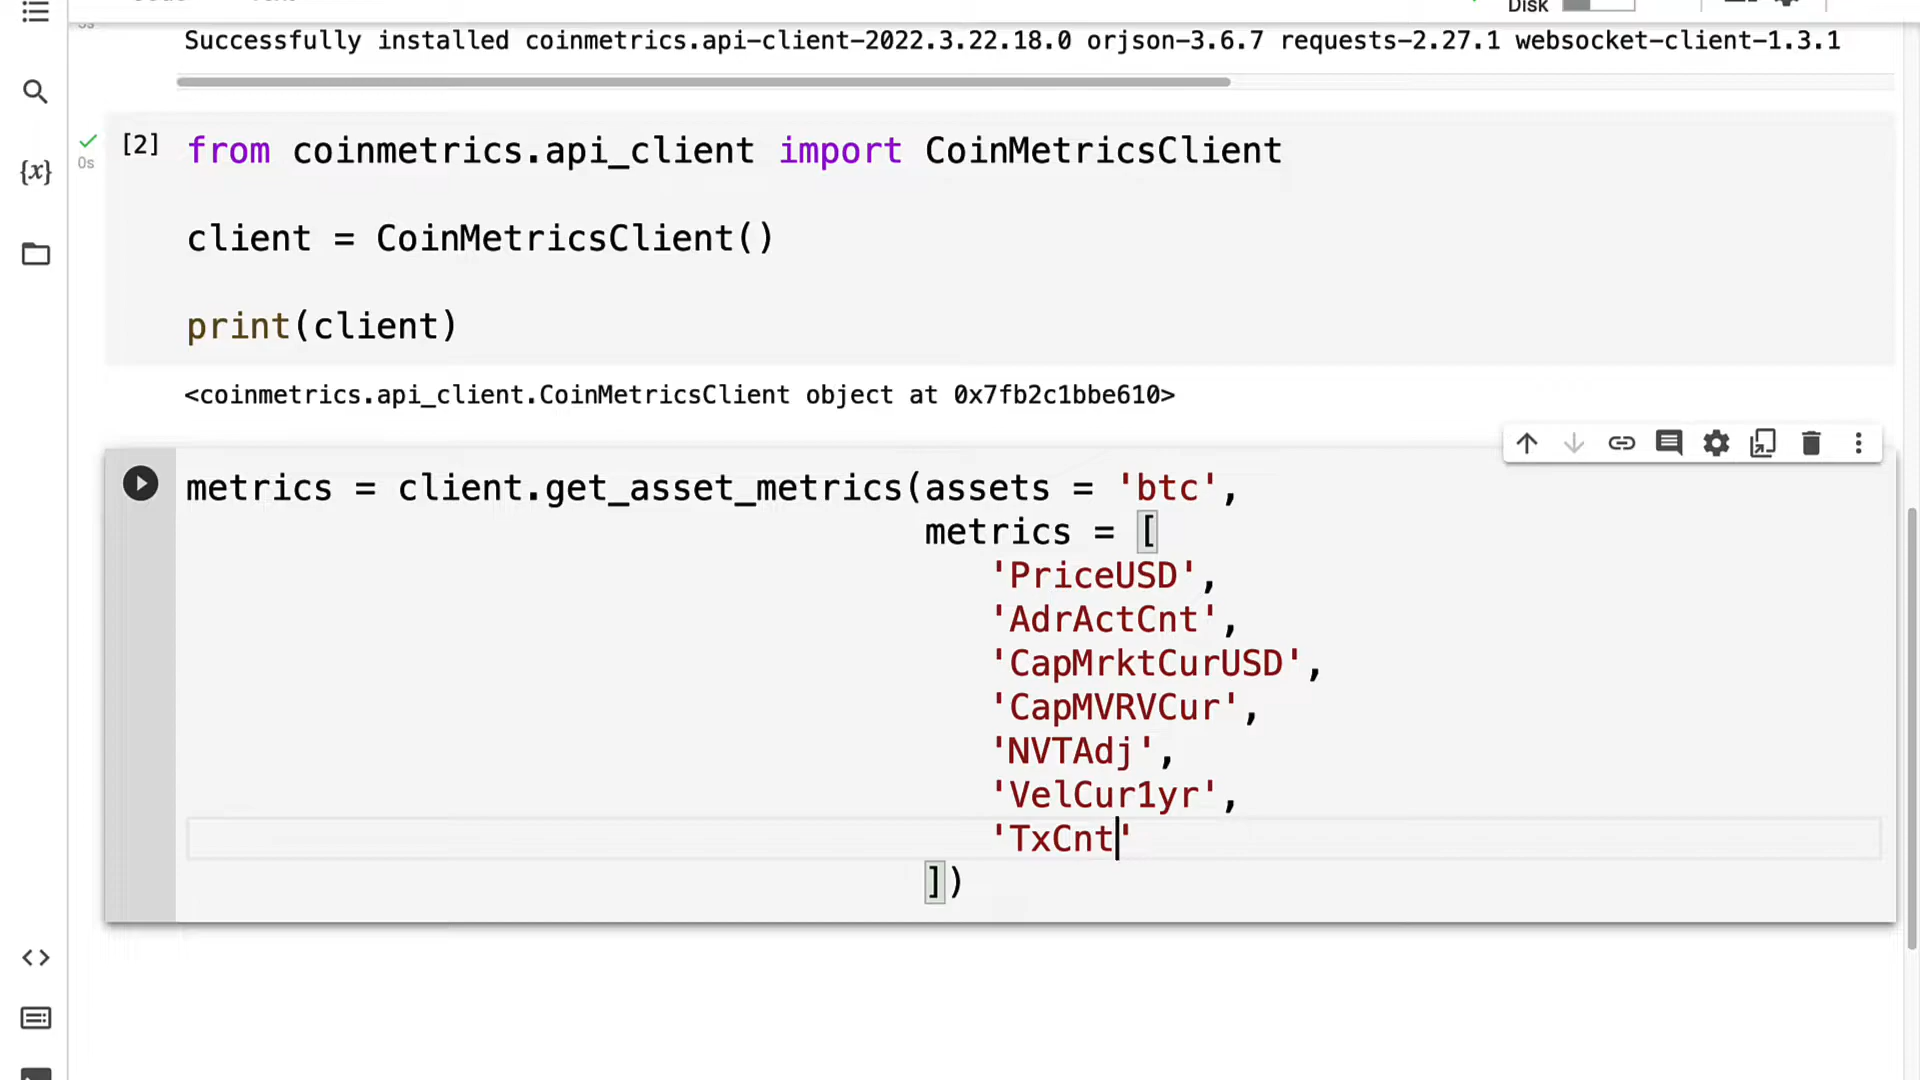 Disk
Successfully installed coinmetrics.api-client-2022.3.22.18.0 orjson-3.6.7 requests-2.27.1 websocket-client-1.3.1
[2] from coinmetrics.api_client import CoinMetricsClient
0s
{x}
client = CoinMetricsClient()
print(client)
<coinmetrics.api_client.CoinMetricsClient object at 0x7fb2c1bbe610>
metrics = client.get_asset_metrics(assets = 'btc',
metrics = [
'PriceUSD',
'AdrActCnt',
'CapMrktCurUSD',
'CapMVRVCur',
'NVTAdj',
'VelCur1yr',
'TxCnt'
])